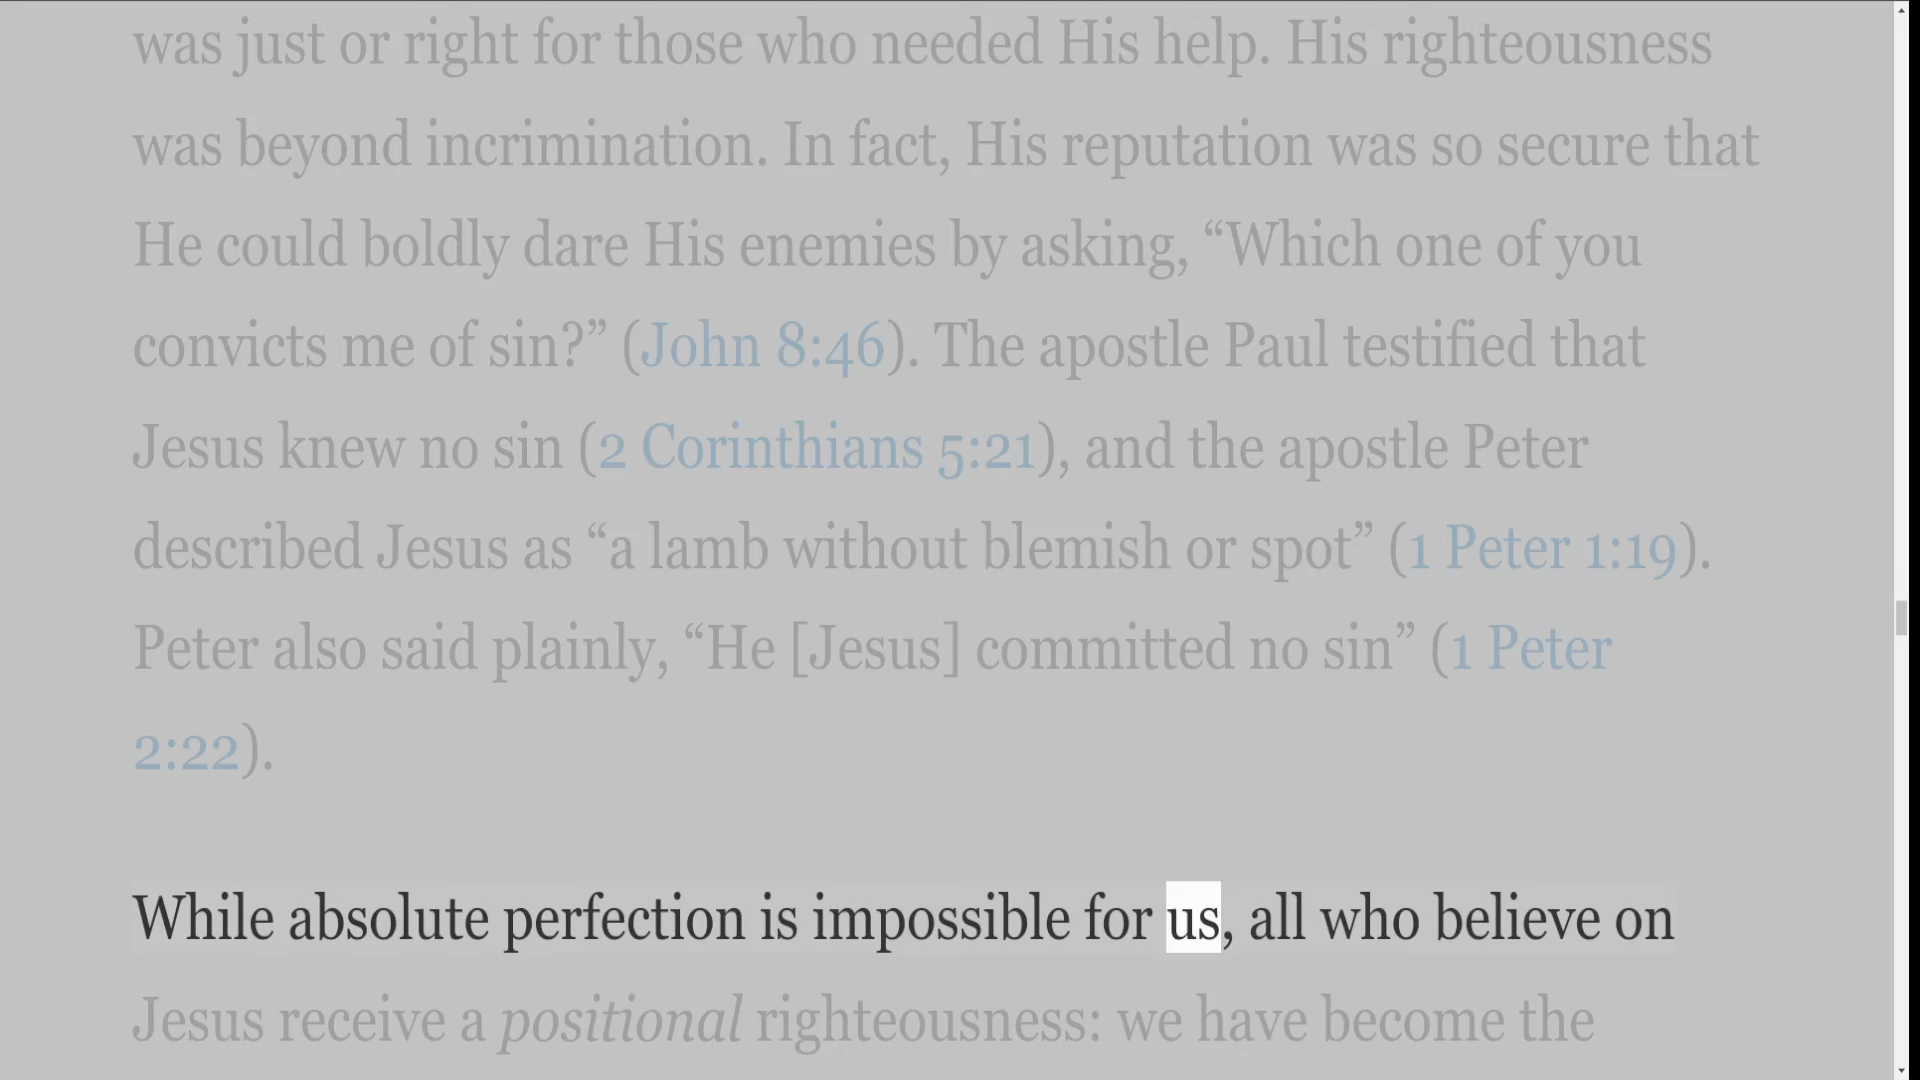 was just or right for those who needed His help. His righteousness
was beyond incrimination. In fact, His reputation was so secure that
He could boldly dare His enemies by asking, “Which one of you
convicts me of sin?” (John 8:46). The apostle Paul testified that
Jesus knew no sin (2 Corinthians 5:21), and the apostle Peter
described Jesus as “a lamb without blemish or spot” (1 Peter 1:19).
Peter also said plainly, “He [Jesus] committed no sin” (1 Peter
2:22).
While absolute perfection is impossible for us, all who believe on
Jesus receive a positional righteousness: we have become the